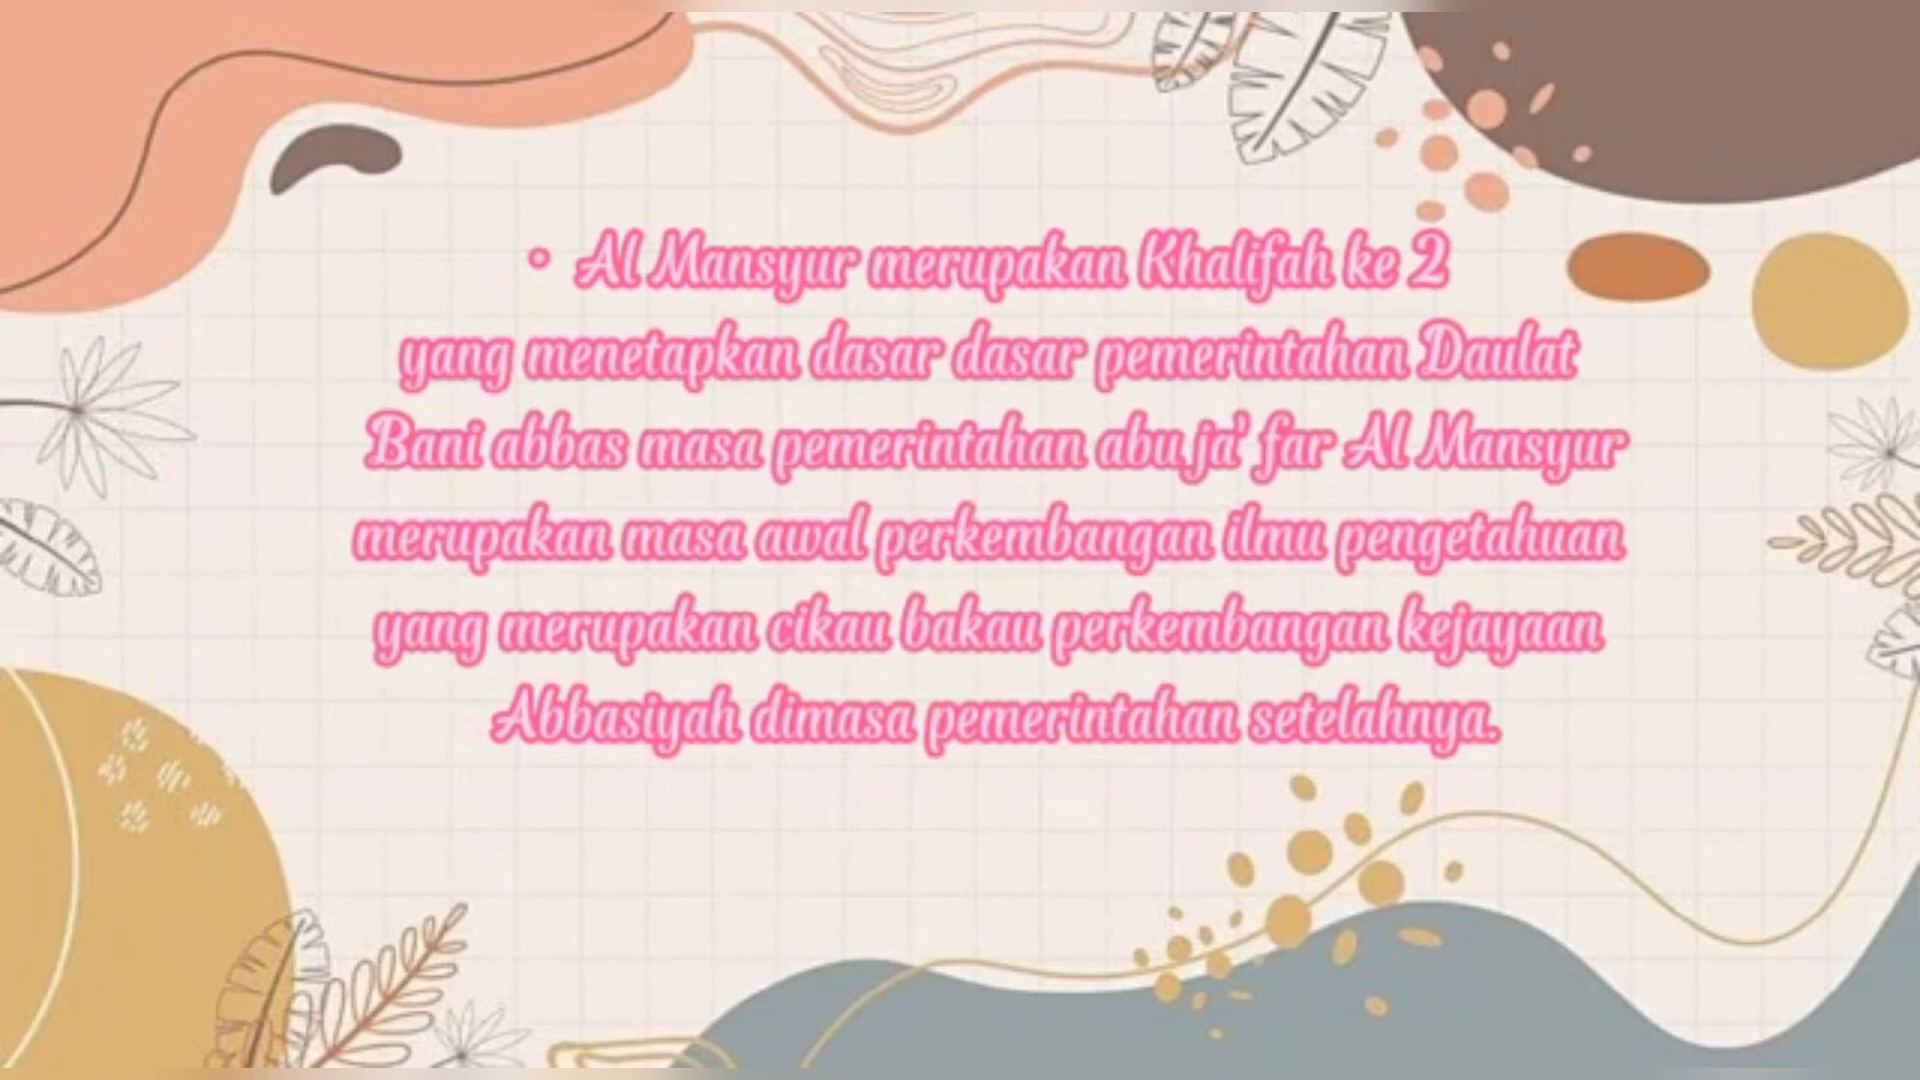 • Al Mansyur merupakan Khalifah ke 2
yang menetapkan dasar dasar pemerintahan Daulat
Bani abbas masa pemerintahan abu ja' far Al Mansyur
merupakan masa awal perkembangan ilmu pengetahuan
yang merupakan cikau bakau perkembangan kejayaan
Abbasiyah dimasa pemerintahan setelahnya.